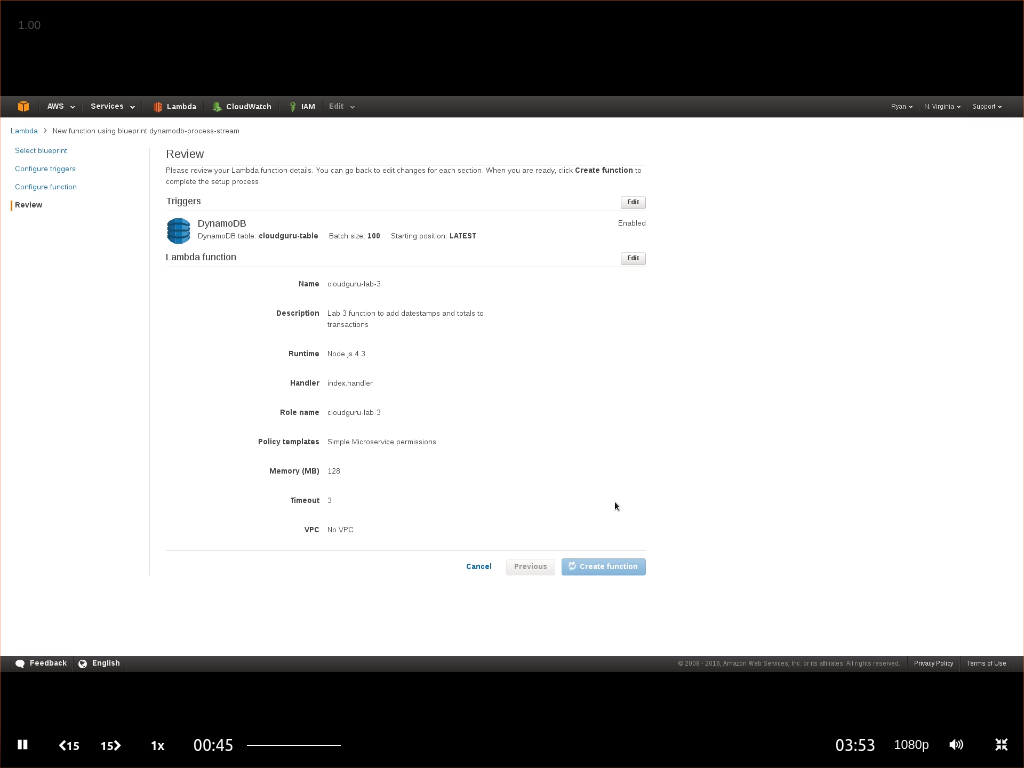 1.00
AWS Services Lambda CloudWatch IAM Edit Ryan N. Virginia Support
Lambda > New function using blueprint dynamodb-process-stream
Select blueprint
Configure triggers
Configure function
Review
Review
Please review your Lambda function details. You can go back to edit changes for each section. When you are ready, click Create function to
complete the setup process.
Triggers Edit
DynamoDB Enabled
DynamoDB table: cloudguru-table Batch size: 100 Starting position: LATEST
Lambda function Edit
Name cloudguru-lab-3
Description Lab 3 function to add datestamps and totals to
transactions
Runtime Node.js 4.3
Handler index.handler
Role name cloudguru-lab-3
Policy templates Simple Microservice permissions
Memory (MB) 128
Timeout 3
VPC No VPC
Cancel Previous Create function
Feedback English © 2008 - 2016, Amazon Web Services, Inc. or its affiliates. All rights reserved. Privacy Policy Terms of Use
15 15 1x 00:45 03:53 1080p